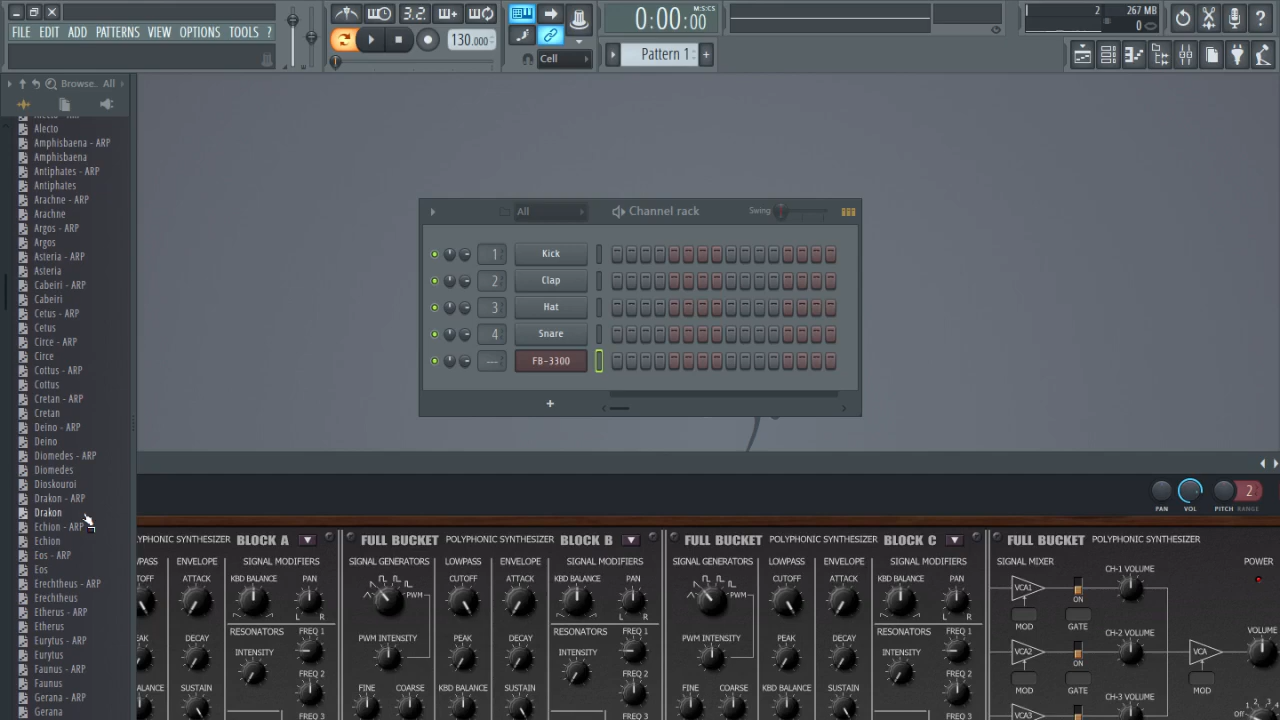 FILE EDIT ADD PATTERNS VIEW OPTIONS TOOLS ?
3.2
130.000
Cell
0:00:00
M:S:CS
Pattern 1
2
267 MB
0
?
Browse.. All
Alecto
Amphisbaena - ARP
Amphisbaena
Antiphates - ARP
Antiphates
Arachne - ARP
Arachne
Argos - ARP
Argos
Asteria - ARP
Asteria
Cabeiri - ARP
Cabeiri
Cetus - ARP
Cetus
Circe - ARP
Circe
Cottus - ARP
Cottus
Cretan - ARP
Cretan
Deino - ARP
Deino
Diomedes - ARP
Diomedes
Dioskouroi
Drakon - ARP
Drakon
Echion - ARP
Echion
Eos - ARP
Eos
Erechtheus - ARP
Erechtheus
Etherus - ARP
Etherus
Eurytus - ARP
Eurytus
Faunus - ARP
Faunus
Gerana - ARP
Gerana
All
Channel rack
Swing
1 Kick
2 Clap
3 Hat
4 Snare
--- FB-3300
+
PAN VOL PITCH RANGE
2
POLYPHONIC SYNTHESIZER BLOCK A
ENVELOPE SIGNAL MODIFIERS
ATTACK KBD BALANCE PAN
L R
DECAY RESONATORS FREQ 1
INTENSITY
SUSTAIN FREQ 2
FREQ 3
FULL BUCKET POLYPHONIC SYNTHESIZER BLOCK B
SIGNAL GENERATORS LOWPASS ENVELOPE SIGNAL MODIFIERS
PWM CUTOFF ATTACK KBD BALANCE PAN
L R
PWM INTENSITY PEAK DECAY RESONATORS FREQ 1
INTENSITY
FINE COARSE KBD BALANCE SUSTAIN FREQ 2
FREQ 3
FULL BUCKET POLYPHONIC SYNTHESIZER BLOCK C
SIGNAL GENERATORS LOWPASS ENVELOPE SIGNAL MODIFIERS
PWM CUTOFF ATTACK KBD BALANCE PAN
L R
PWM INTENSITY PEAK DECAY RESONATORS FREQ 1
INTENSITY
FINE COARSE KBD BALANCE SUSTAIN FREQ 2
FREQ 3
FULL BUCKET POLYPHONIC SYNTHESIZER
SIGNAL MIXER POWER
VCA1 ON CH-1 VOLUME
MOD GATE
VCA2 ON CH-2 VOLUME VCA VOLUME
MOD GATE MOD
VCA3 CH-3 VOLUME
Off